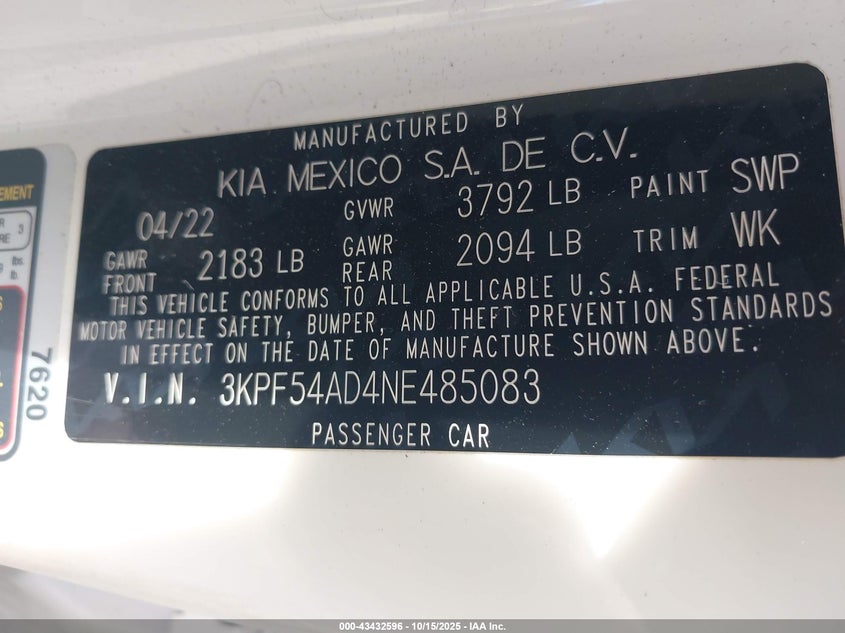 MANUFACTURED BY
KIA MEXICO S.A. DE C.V.
04/22 GVWR 3792 LB PAINT SWP
GAWR FRONT 2183 LB GAWR REAR 2094 LB TRIM WK
THIS VEHICLE CONFORMS TO ALL APPLICABLE U.S.A. FEDERAL
MOTOR VEHICLE SAFETY, BUMPER, AND THEFT PREVENTION STANDARDS
IN EFFECT ON THE DATE OF MANUFACTURE SHOWN ABOVE.
V.I.N. 3KPF54AD4NE485083
PASSENGER CAR
7620
3
lbs.
lb.
000-43432596 - 10/15/2025 - IAA Inc.